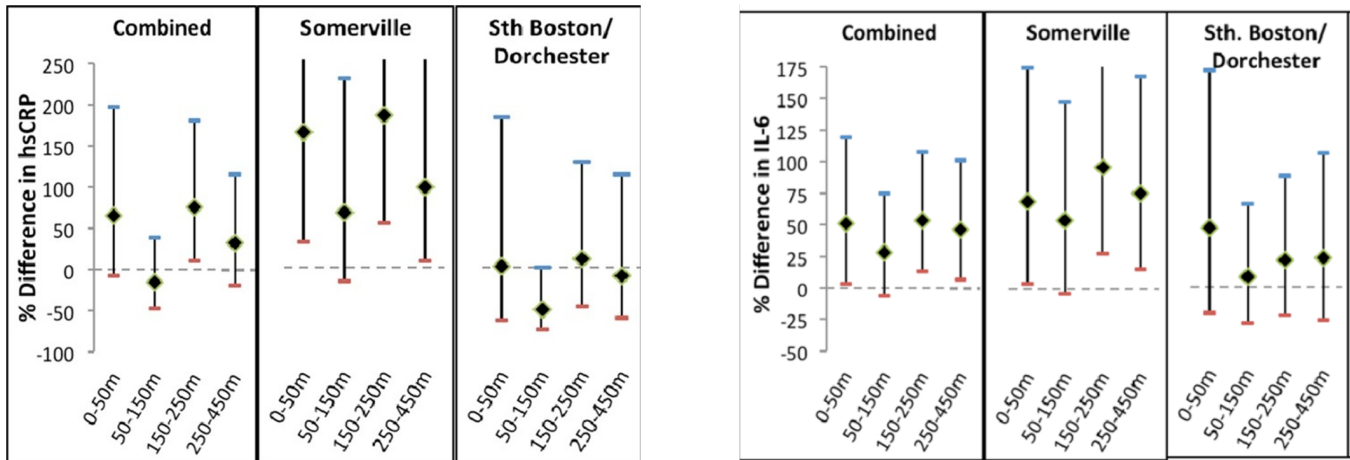 Combined
Somerville
Sth Boston/
Dorchester
% Difference in hsCRP
250
200
150
100
50
0
-50
-100
0-50m
50-150m
150-250m
250-450m
0-50m
50-150m
150-250m
250-450m
0-50m
50-150m
150-250m
250-450m
Combined
Somerville
Sth. Boston/
Dorchester
% Difference in IL-6
175
150
125
100
75
50
25
0
-25
-50
0-50m
50-150m
150-250m
250-450m
0-50m
50-150m
150-250m
250-450m
0-50m
50-150m
150-250m
250-450m